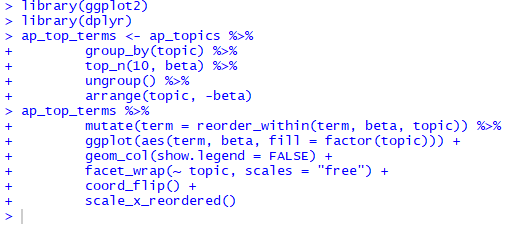 > library(ggplot2)
> library(dplyr)
> ap_top_terms <- ap_topics %>%
+         group_by(topic) %>%
+         top_n(10, beta) %>%
+         ungroup() %>%
+         arrange(topic, -beta)
> ap_top_terms %>%
+         mutate(term = reorder_within(term, beta, topic)) %>%
+         ggplot(aes(term, beta, fill = factor(topic))) +
+         geom_col(show.legend = FALSE) +
+         facet_wrap(~ topic, scales = "free") +
+         coord_flip() +
+         scale_x_reordered()
>